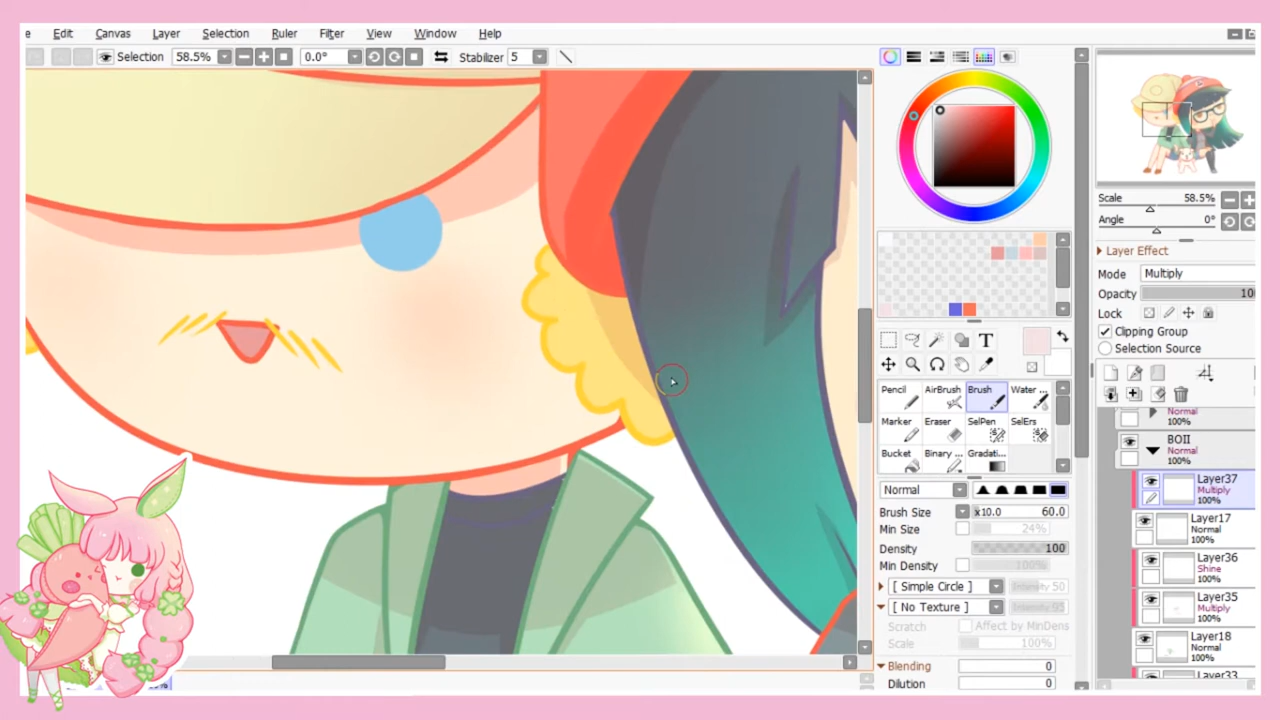 e Edit Canvas Layer Selection Ruler Filter View Window Help
Selection 58.5% 0.0° Stabilizer 5
Scale 58.5%
Angle 0°
Layer Effect
Mode Multiply
Opacity 10
Lock
Clipping Group
Selection Source
T
Pencil AirBrush Brush Water ...
Marker Eraser SelPen SelErs
Bucket Binary ... Gradati...
Normal
Brush Size x10.0 60.0
Min Size 24%
Density 100
Min Density 100%
[ Simple Circle ] Intensity 50
[ No Texture ] Intensity 95
Scratch Affect by MinDens
Scale 100%
Blending 0
Dilution 0
Normal
100%
BOII
Normal
100%
Layer37
Multiply
100%
Layer17
Normal
100%
Layer36
Shine
100%
Layer35
Multiply
100%
Layer18
Normal
100%
Layer33